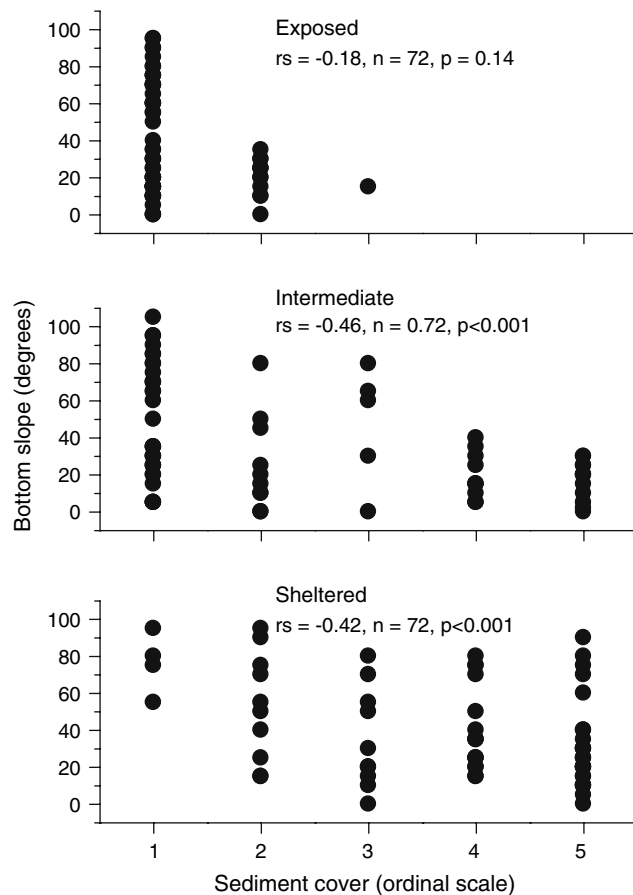 Exposed
rs = -0.18, n = 72, p = 0.14
100
80
60
40
20
0
Intermediate
rs = -0.46, n = 0.72, p<0.001
100
80
60
40
20
0
Bottom slope (degrees)
Sheltered
rs = -0.42, n = 72, p<0.001
100
80
60
40
20
0
1 2 3 4 5
Sediment cover (ordinal scale)